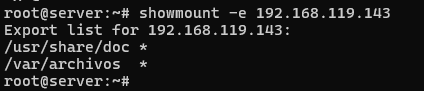 root@server:~# showmount -e 192.168.119.143
Export list for 192.168.119.143:
/usr/share/doc *
/var/archivos  *
root@server:~#